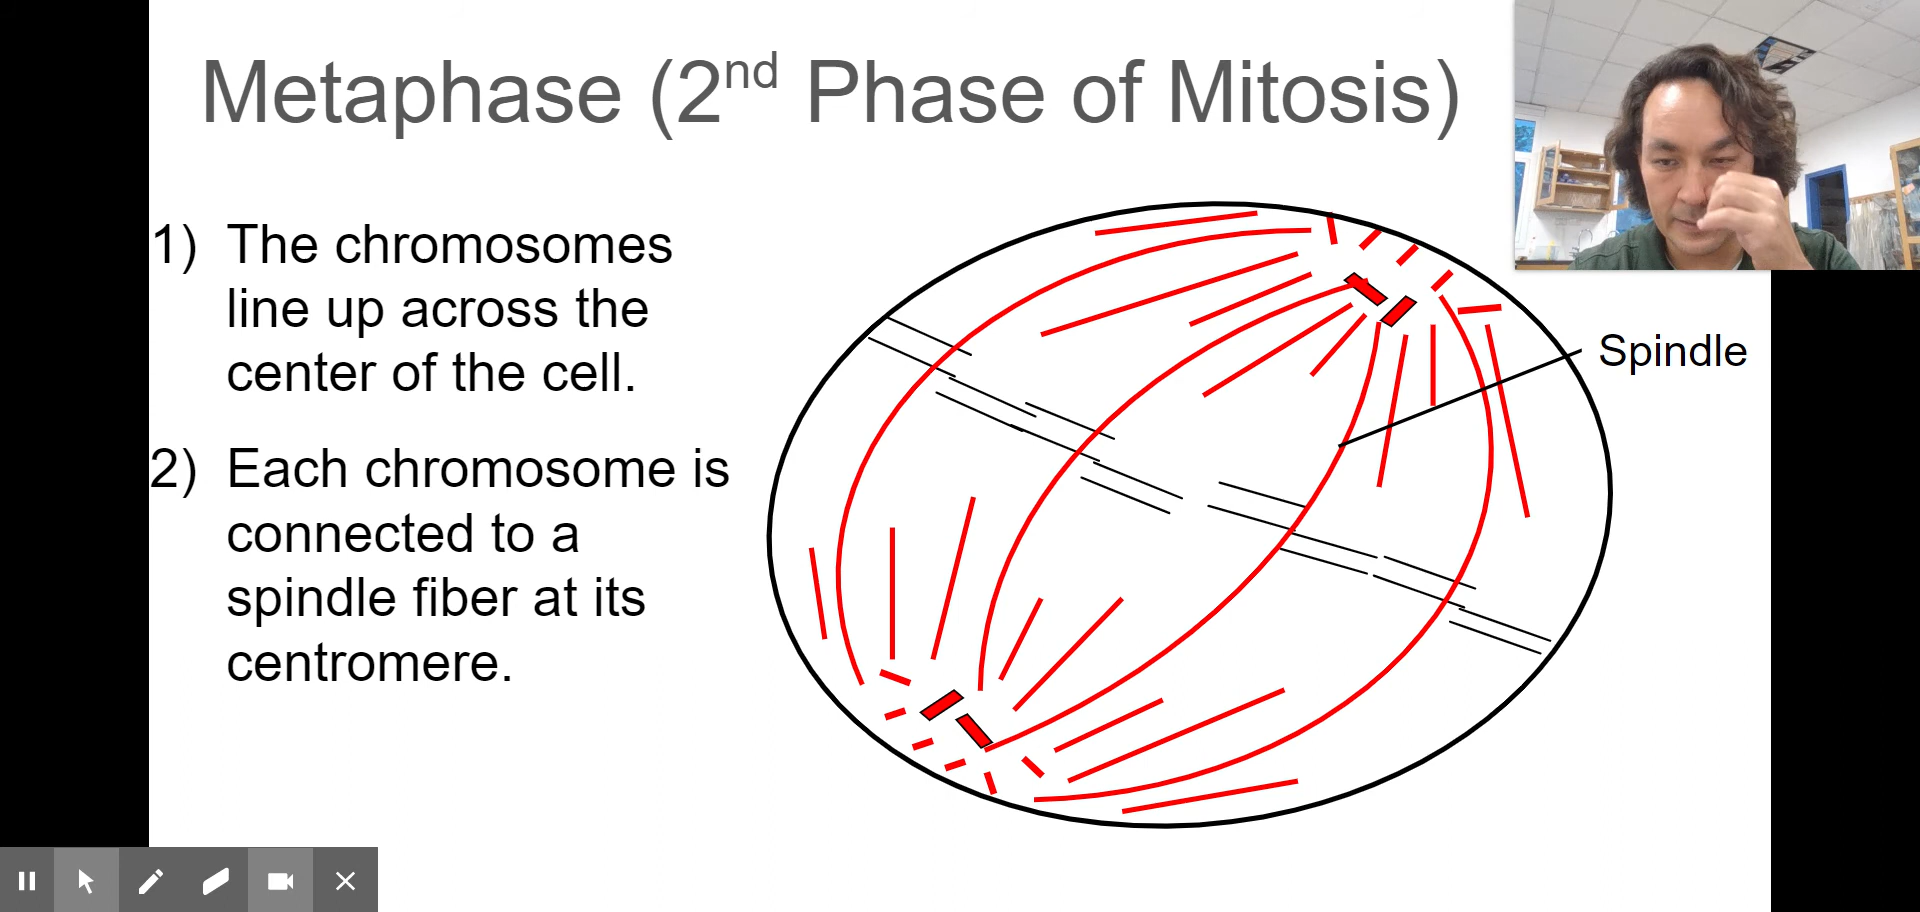 Metaphase (2nd Phase of Mitosis)
1) The chromosomes
line up across the
center of the cell.
2) Each chromosome is
connected to a
spindle fiber at its
centromere.
Spindle